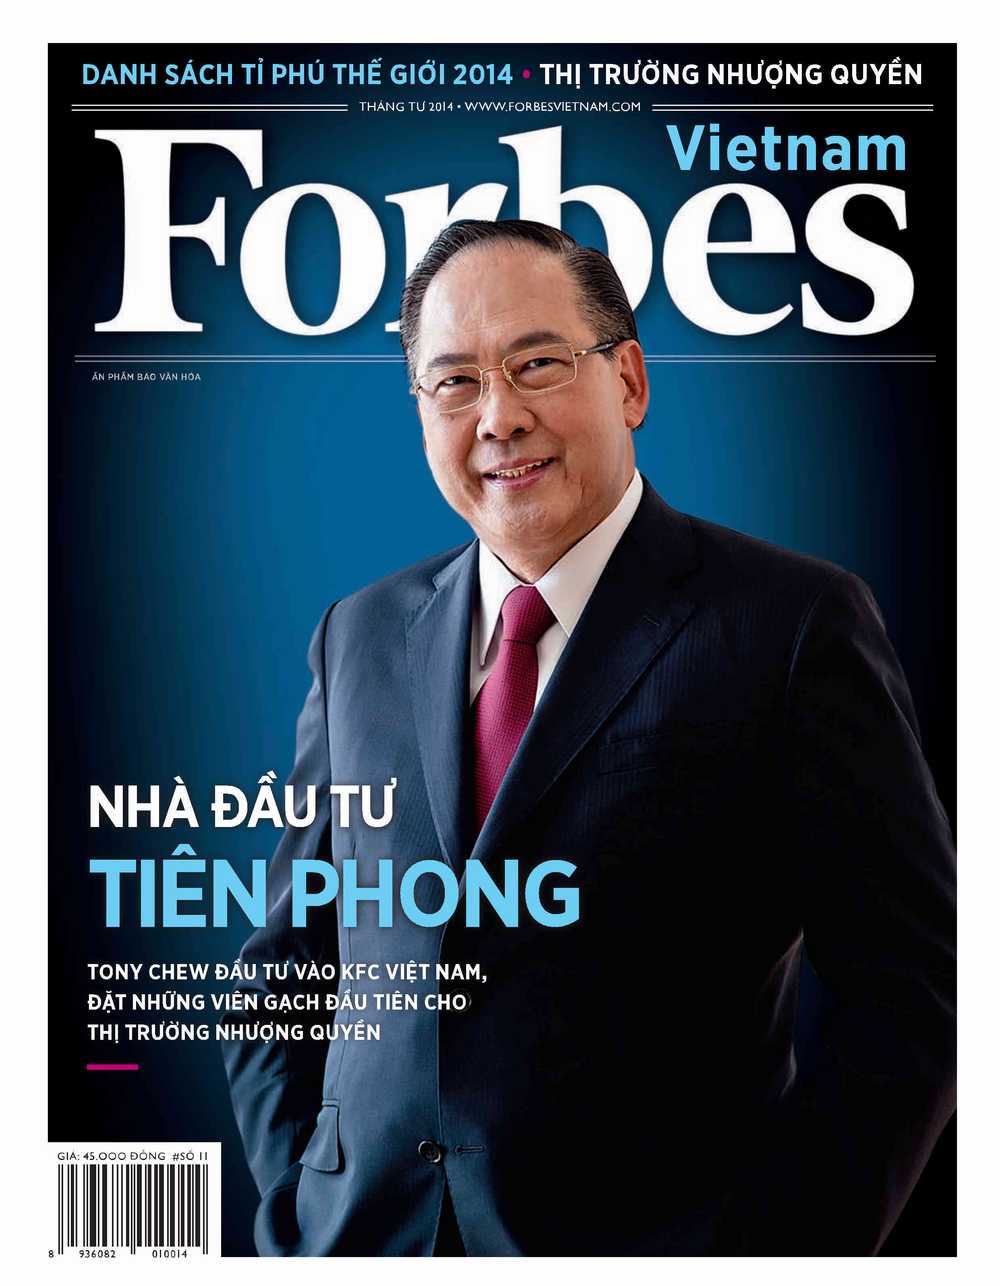 DANH SÁCH TỈ PHÚ THẾ GIỚI 2014 • THỊ TRƯỜNG NHƯỢNG QUYỀN
THÁNG TƯ 2014 • WWW.FORBESVIETNAM.COM
Forbes
Vietnam
ẤN PHẨM BÁO VĂN HÓA
NHÀ ĐẦU TƯ
TIÊN PHONG
TONY CHEW ĐẦU TƯ VÀO KFC VIỆT NAM,
ĐẶT NHỮNG VIÊN GẠCH ĐẦU TIÊN CHO
THỊ TRƯỜNG NHƯỢNG QUYỀN
GIÁ: 45.000 ĐỒNG #SỐ 11
8 936082 010014